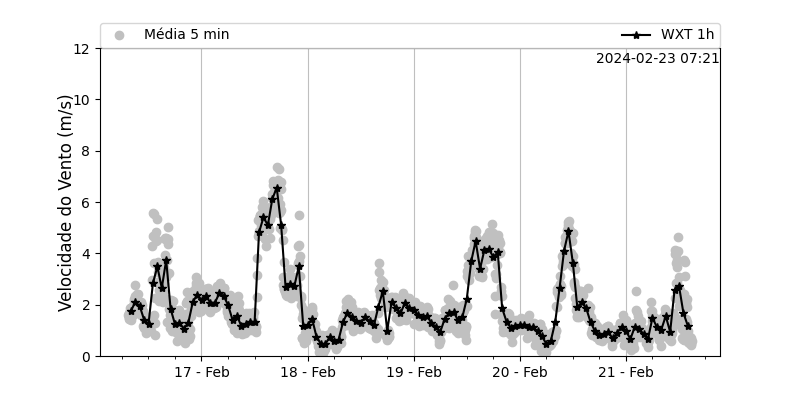 Média 5 min
WXT 1h
2024-02-23 07:21
Velocidade do Vento (m/s)
12
10
8
6
4
2
0
17 - Feb
18 - Feb
19 - Feb
20 - Feb
21 - Feb